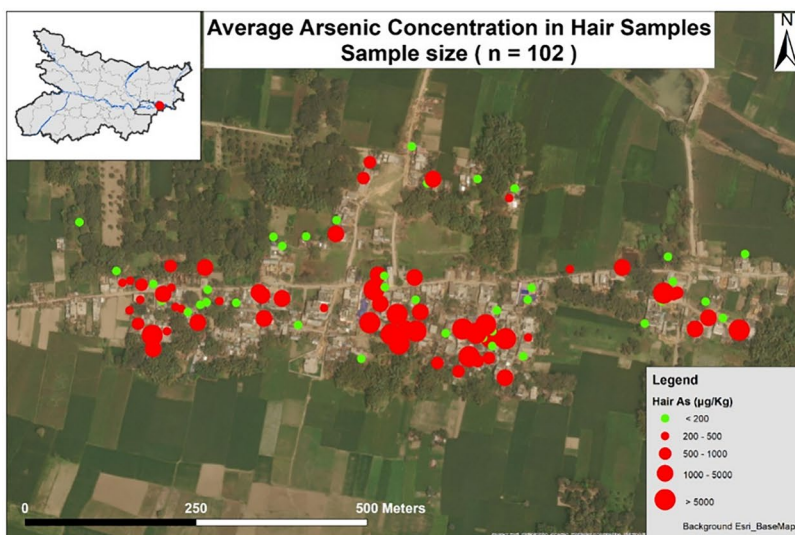 Average Arsenic Concentration in Hair Samples
Sample size ( n = 102 )
N
Legend
Hair As (µg/Kg)
< 200
200 - 500
500 - 1000
1000 - 5000
> 5000
Background Esri_BaseMap
0 250 500 Meters